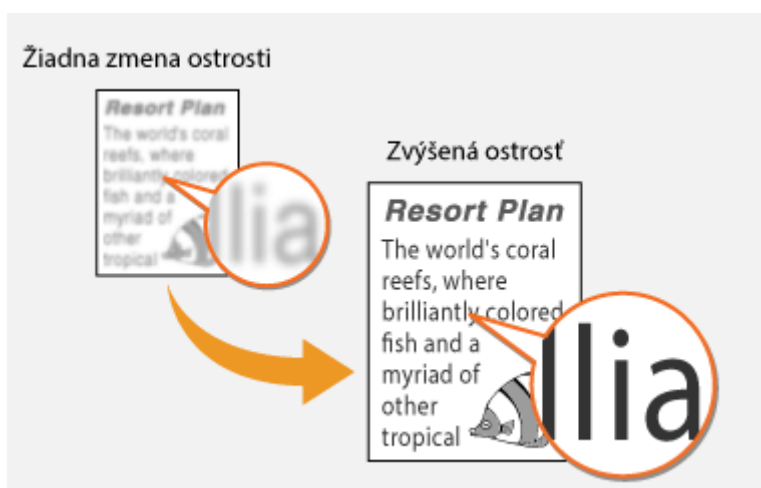 Žiadna zmena ostrosti
Resort Plan
The world's coral
reefs, where
brilliantly colored
fish and a
myriad of
other
tropical
llia
Zvýšená ostrosť
Resort Plan
The world's coral
reefs, where
brilliantly colored
fish and a
myriad of
other
tropical
llia